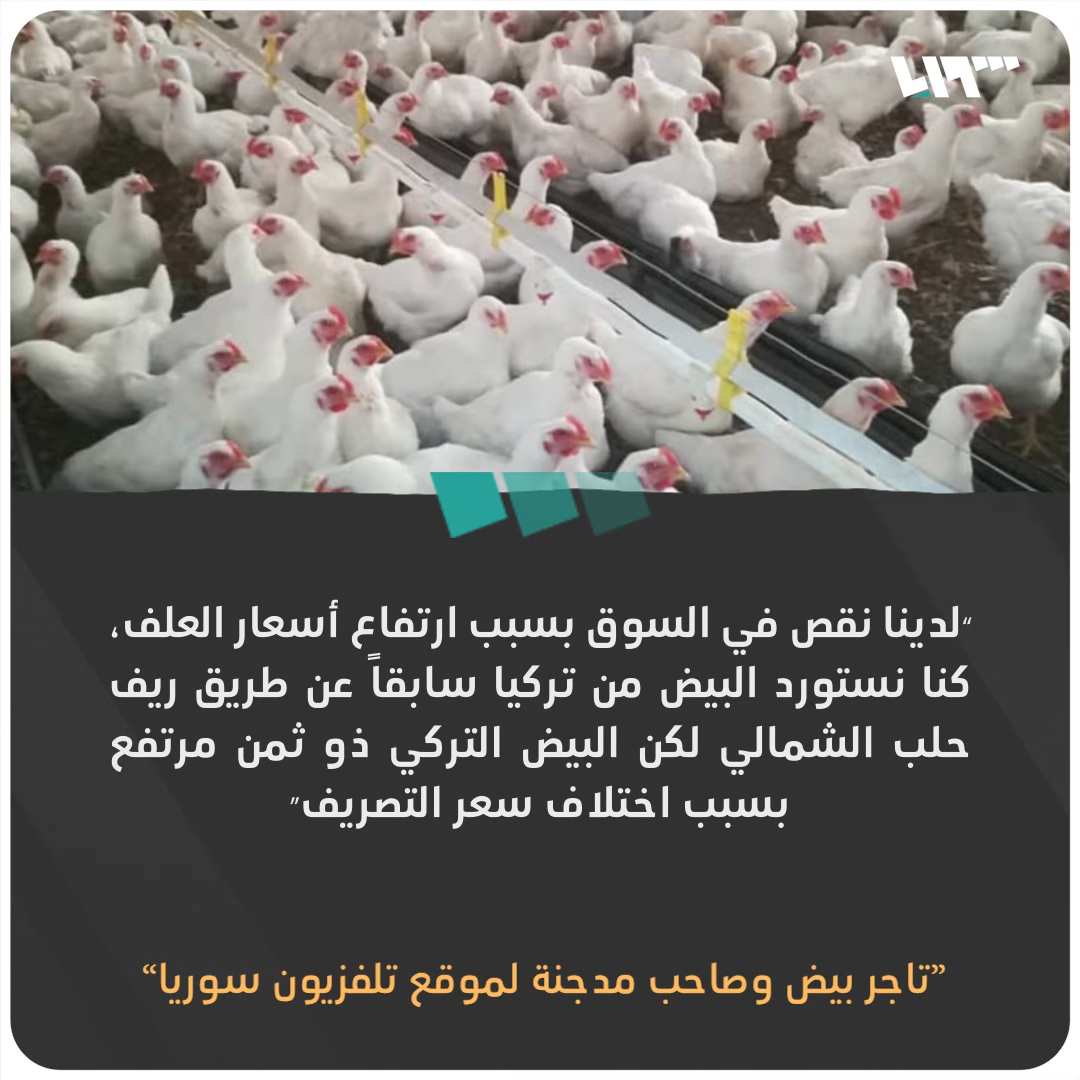 سوريا
"لدينا نقص في السوق بسبب ارتفاع أسعار العلف،
كنا نستورد البيض من تركيا سابقاً عن طريق ريف
حلب الشمالي لكن البيض التركي ذو ثمن مرتفع
بسبب اختلاف سعر التصريف"
”تاجر بيض وصاحب مدجنة لموقع تلفزيون سوريا“